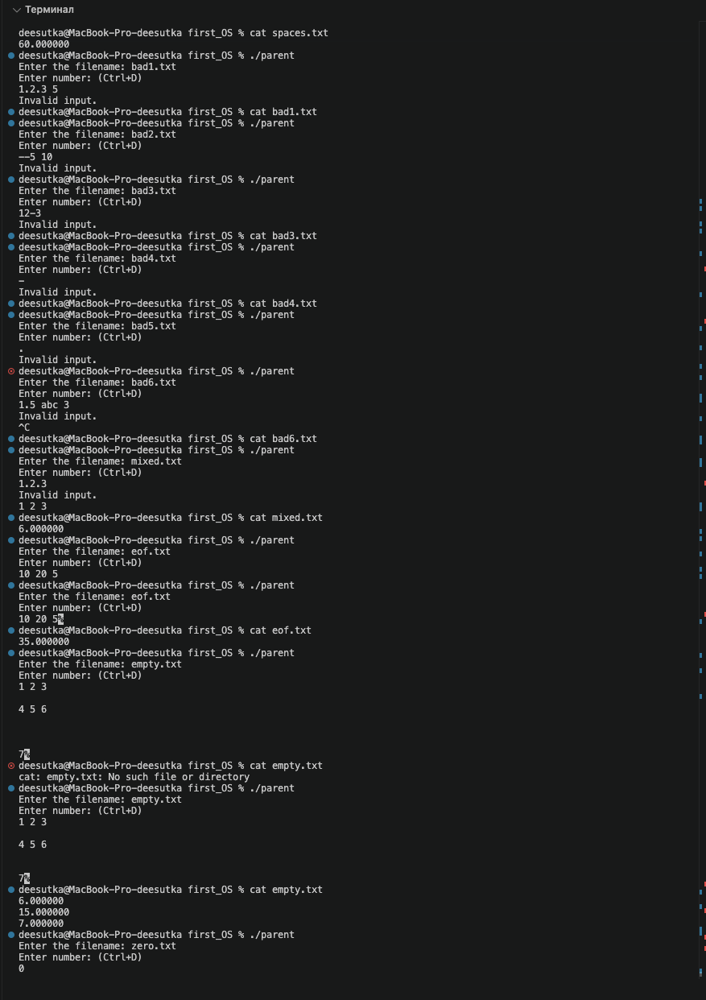 Терминал
deesutka@MacBook-Pro-deesutka first_OS % cat spaces.txt
60.000000
deesutka@MacBook-Pro-deesutka first_OS % ./parent
Enter the filename: bad1.txt
Enter number: (Ctrl+D)
1.2.3 5
Invalid input.
deesutka@MacBook-Pro-deesutka first_OS % cat bad1.txt
deesutka@MacBook-Pro-deesutka first_OS % ./parent
Enter the filename: bad2.txt
Enter number: (Ctrl+D)
--5 10
Invalid input.
deesutka@MacBook-Pro-deesutka first_OS % ./parent
Enter the filename: bad3.txt
Enter number: (Ctrl+D)
12-3
Invalid input.
deesutka@MacBook-Pro-deesutka first_OS % cat bad3.txt
deesutka@MacBook-Pro-deesutka first_OS % ./parent
Enter the filename: bad4.txt
Enter number: (Ctrl+D)
-
Invalid input.
deesutka@MacBook-Pro-deesutka first_OS % cat bad4.txt
deesutka@MacBook-Pro-deesutka first_OS % ./parent
Enter the filename: bad5.txt
Enter number: (Ctrl+D)
.
Invalid input.
deesutka@MacBook-Pro-deesutka first_OS % ./parent
Enter the filename: bad6.txt
Enter number: (Ctrl+D)
1.5 abc 3
Invalid input.
^C
deesutka@MacBook-Pro-deesutka first_OS % cat bad6.txt
deesutka@MacBook-Pro-deesutka first_OS % ./parent
Enter the filename: mixed.txt
Enter number: (Ctrl+D)
1.2.3
Invalid input.
1 2 3
deesutka@MacBook-Pro-deesutka first_OS % cat mixed.txt
6.000000
deesutka@MacBook-Pro-deesutka first_OS % ./parent
Enter the filename: eof.txt
Enter number: (Ctrl+D)
10 20 5
deesutka@MacBook-Pro-deesutka first_OS % ./parent
Enter the filename: eof.txt
Enter number: (Ctrl+D)
10 20 5%
deesutka@MacBook-Pro-deesutka first_OS % cat eof.txt
35.000000
deesutka@MacBook-Pro-deesutka first_OS % ./parent
Enter the filename: empty.txt
Enter number: (Ctrl+D)
1 2 3
4 5 6
7%
deesutka@MacBook-Pro-deesutka first_OS % cat empty.txt
cat: empty.txt: No such file or directory
deesutka@MacBook-Pro-deesutka first_OS % ./parent
Enter the filename: empty.txt
Enter number: (Ctrl+D)
1 2 3
4 5 6
7%
deesutka@MacBook-Pro-deesutka first_OS % cat empty.txt
6.000000
15.000000
7.000000
deesutka@MacBook-Pro-deesutka first_OS % ./parent
Enter the filename: zero.txt
Enter number: (Ctrl+D)
0